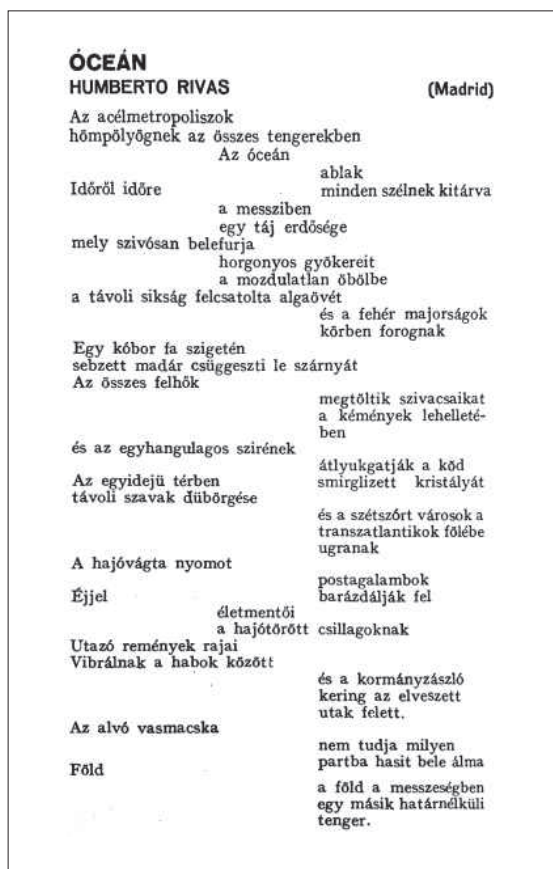 ÓCEÁN
HUMBERTO RIVAS (Madrid)
Az acélmetropoliszok
hömpölyögnek az összes tengerekben
Az óceán
ablak
Időről időre minden szélnek kitárva
a messziben
egy táj erdősége
mely szivósan belefurja
horgonyos gyökereit
a mozdulatlan öbölbe
a távoli sikság felcsatolta algaövét
és a fehér majorságok
körben forognak
Egy kóbor fa szigetén
sebzett madár csüggeszti le szárnyát
Az összes felhők
megtöltik szivacsaikat
a kémények lehelleté-
ben
és az egyhangulagos szirének
átlyukgatják a köd
Az egyidejü térben smirglizett kristályát
távoli szavak dübörgése
és a szétszórt városok a
transzatlantikok fölébe
ugranak
A hajóvágta nyomot
postagalambok
Éjjel barázdálják fel
életmentői
a hajótörött csillagoknak
Utazó remények rajai
Vibrálnak a habok között
és a kormányzászló
kering az elveszett
utak felett.
Az alvó vasmacska
nem tudja milyen
Föld partba hasit bele álma
a föld a messzeségben
egy másik határnélküli
tenger.